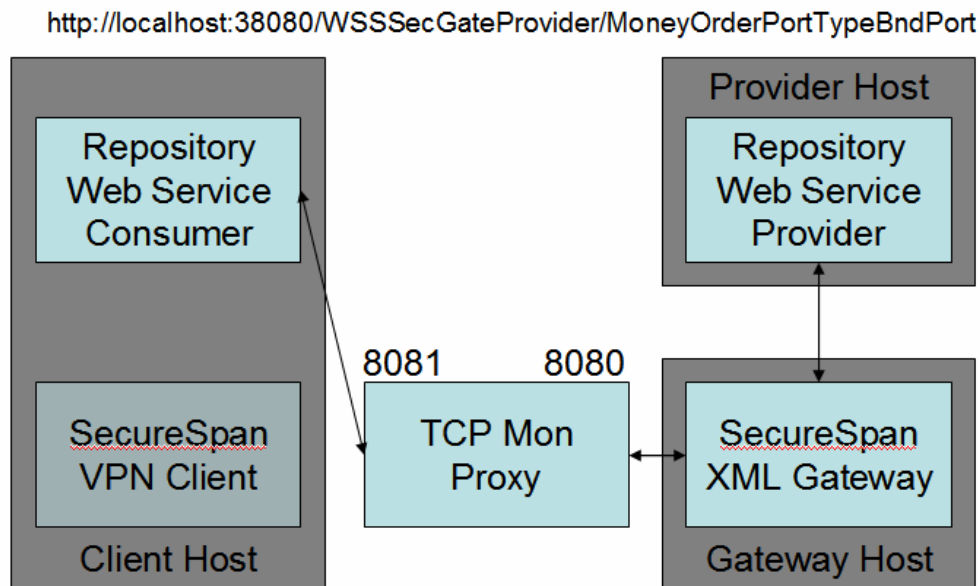 http://localhost:38080/WSSSecGateProvider/MoneyOrderPortTypeBndPort
Provider Host
Repository
Web Service
Consumer
Repository
Web Service
Provider
8081
8080
SecureSpan
VPN Client
TCP Mon
Proxy
SecureSpan
XML Gateway
Client Host
Gateway Host